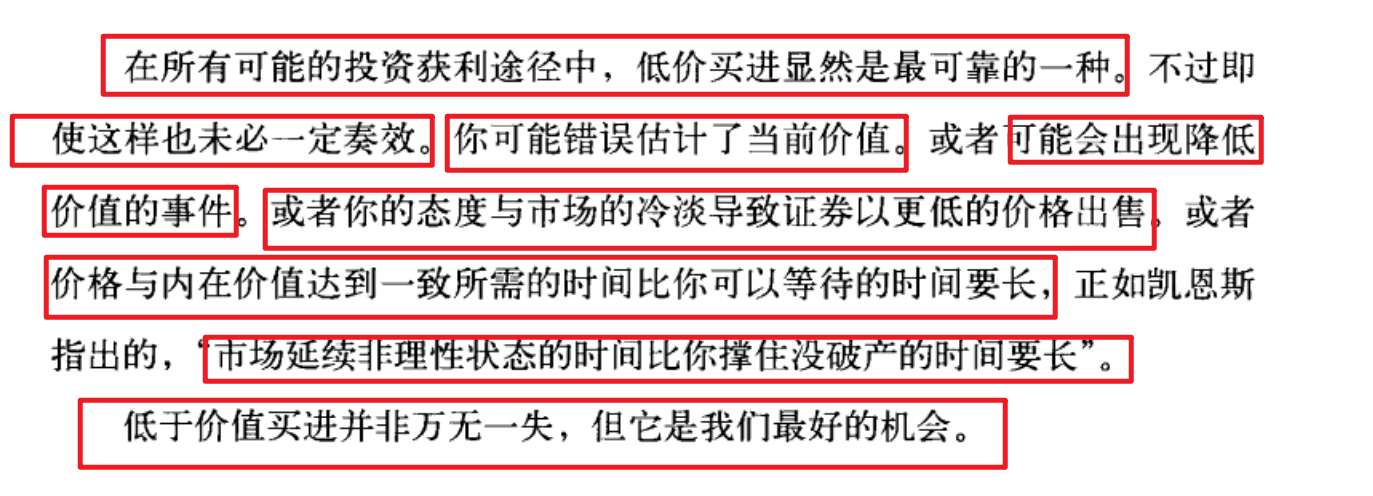 在所有可能的投资获利途径中，低价买进显然是最可靠的一种。不过即
使这样也未必一定奏效。你可能错误估计了当前价值。或者可能会出现降低
价值的事件。或者你的态度与市场的冷淡导致证券以更低的价格出售。或者
价格与内在价值达到一致所需的时间比你可以等待的时间要长，正如凯恩斯
指出的，“市场延续非理性状态的时间比你撑住没破产的时间要长”。
低于价值买进并非万无一失，但它是我们最好的机会。